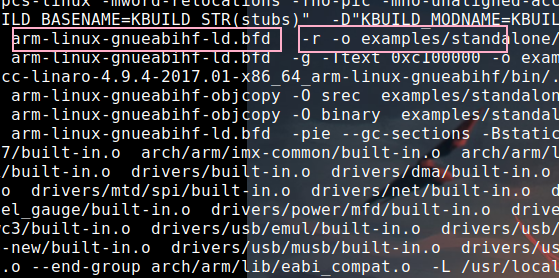 pcs-linux -mword-relocations -fno-pic -mno-unaligned-acc
ILD_BASENAME=KBUILD_STR(stubs)" -D"KBUILD_MODNAME=KBUIL
arm-linux-gnueabihf-ld.bfd -r -o examples/standalone/
arm-linux-gnueabihf-ld.bfd -g -Ttext 0xc100000 -o exam
cc-linaro-4.9.4-2017.01-x86_64_arm-linux-gnueabihf/bin/.
arm-linux-gnueabihf-objcopy -O srec examples/standal
arm-linux-gnueabihf-objcopy -O binary examples/standal
arm-linux-gnueabihf-ld.bfd -pie --gc-sections -Bstatic
7/built-in.o arch/arm/imx-common/built-in.o arch/arm/l
/built-in.o drivers/built-in.o drivers/dma/built-in.o
o drivers/mtd/spi/built-in.o drivers/net/built-in.o d
el_gauge/built-in.o drivers/power/mfd/built-in.o drive
rc3/built-in.o drivers/usb/emul/built-in.o drivers/usb
-new/built-in.o drivers/usb/musb/built-in.o drivers/us
.o --end-group arch/arm/lib/eabi_compat.o -L /usr/loca